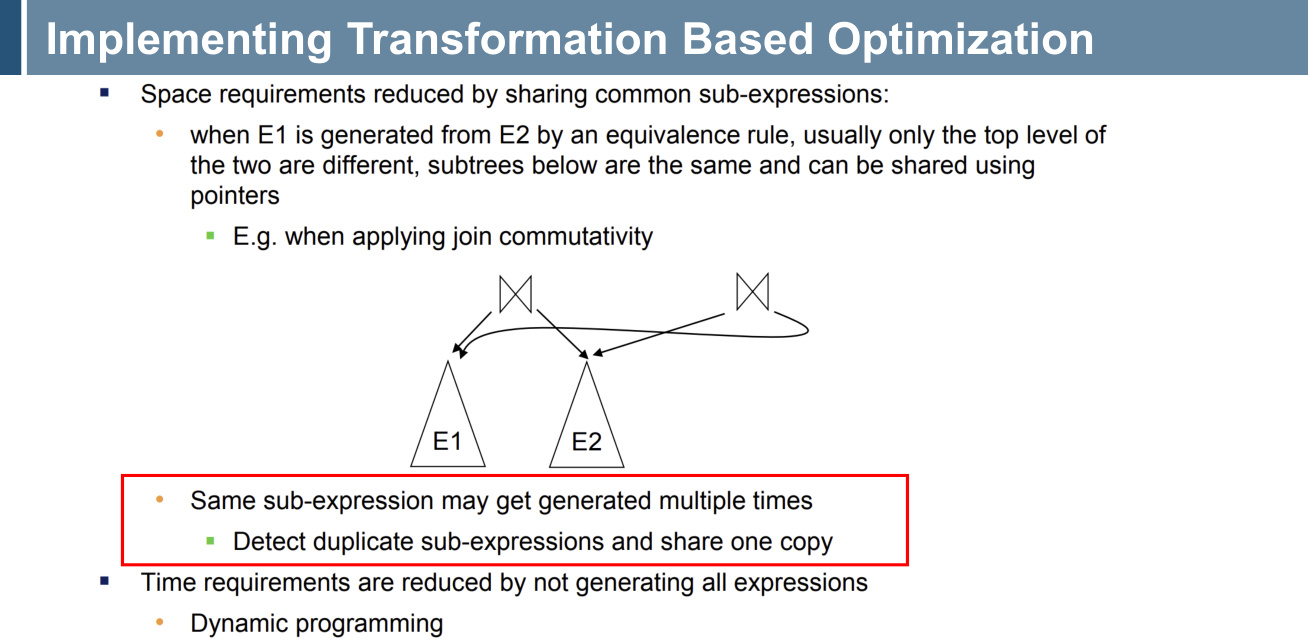 Implementing Transformation Based Optimization
Space requirements reduced by sharing common sub-expressions:
when E1 is generated from E2 by an equivalence rule, usually only the top level of
the two are different, subtrees below are the same and can be shared using
pointers
E.g. when applying join commutativity
E1
E2
Same sub-expression may get generated multiple times
Detect duplicate sub-expressions and share one copy
Time requirements are reduced by not generating all expressions
Dynamic programming